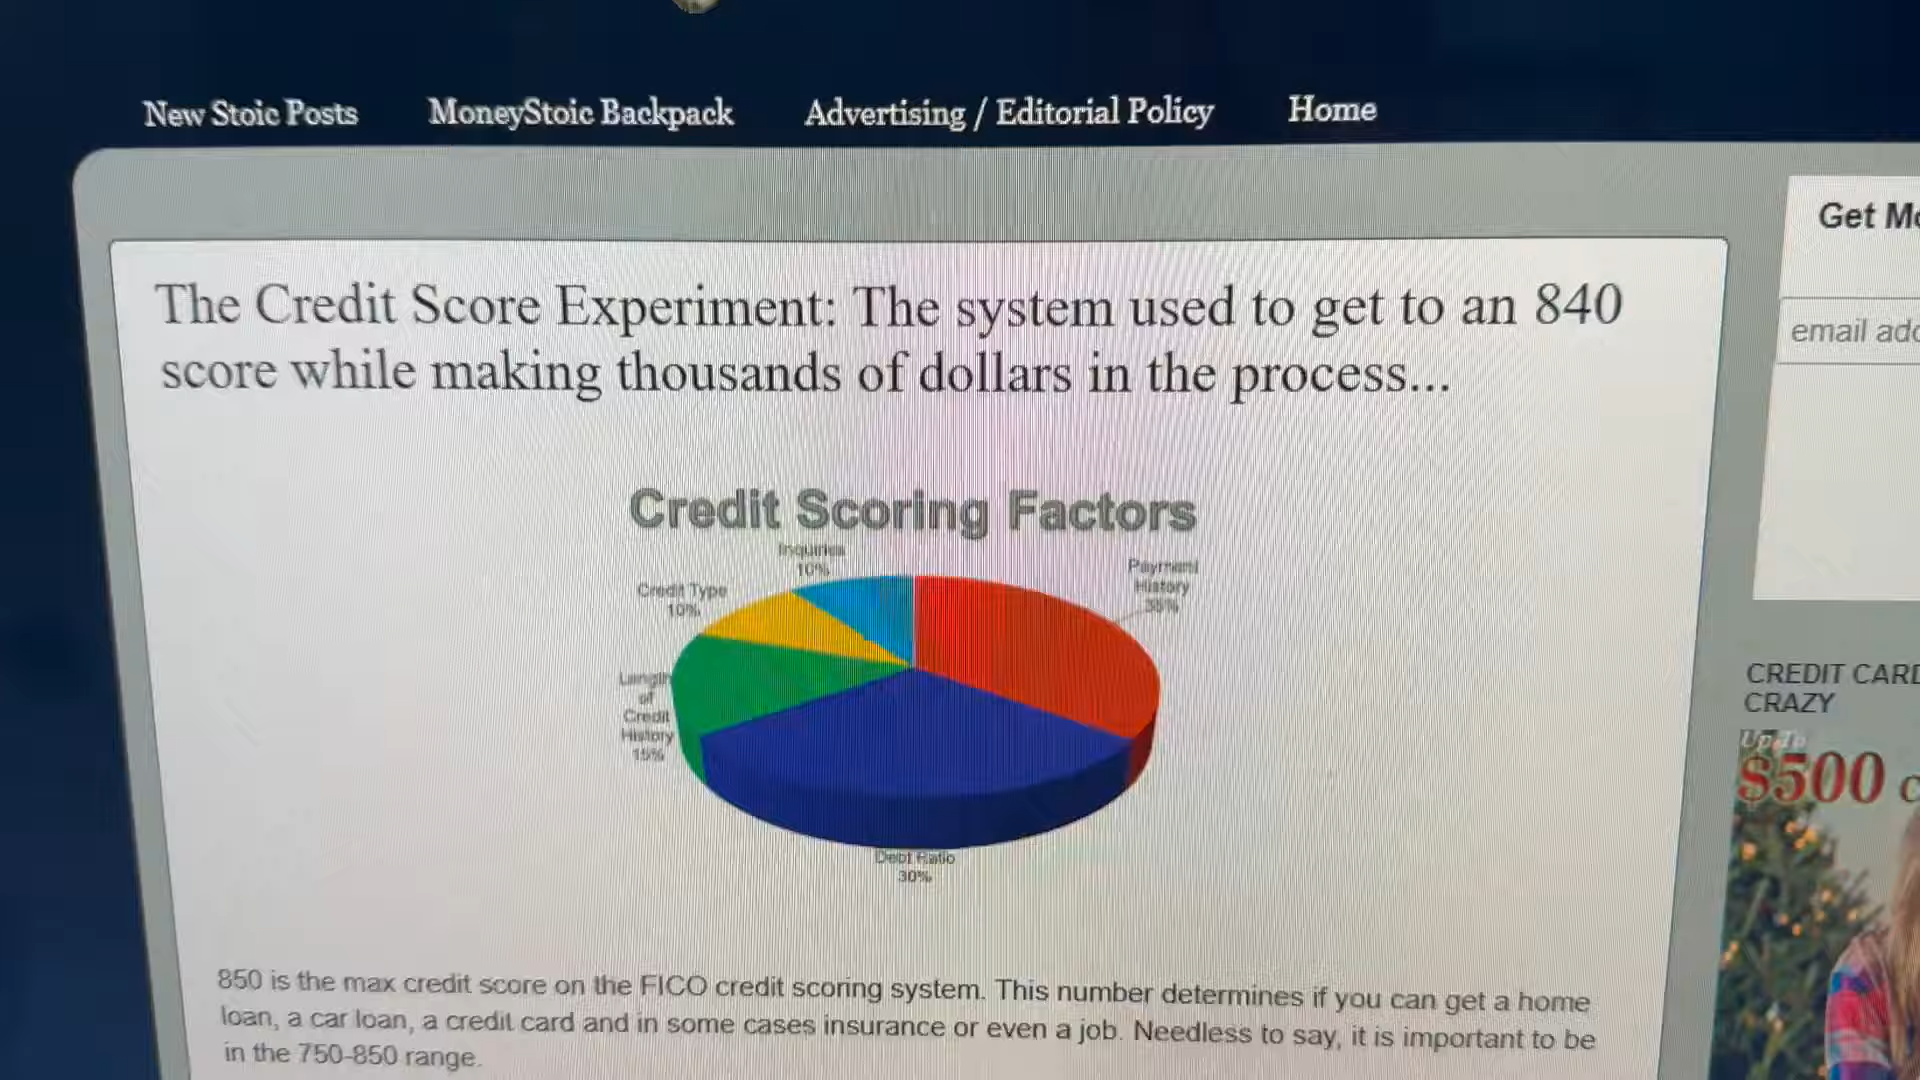 New Stoic Posts MoneyStoic Backpack Advertising / Editorial Policy Home
Get Mo
email add
The Credit Score Experiment: The system used to get to an 840
score while making thousands of dollars in the process...
Credit Scoring Factors
Inquiries
10%
Payment
History
35%
Credit Type
10%
Length
of
Credit
History
15%
Debt Ratio
30%
850 is the max credit score on the FICO credit scoring system. This number determines if you can get a home
loan, a car loan, a credit card and in some cases insurance or even a job. Needless to say, it is important to be
in the 750-850 range.
CREDIT CARD
CRAZY
Up To
$500